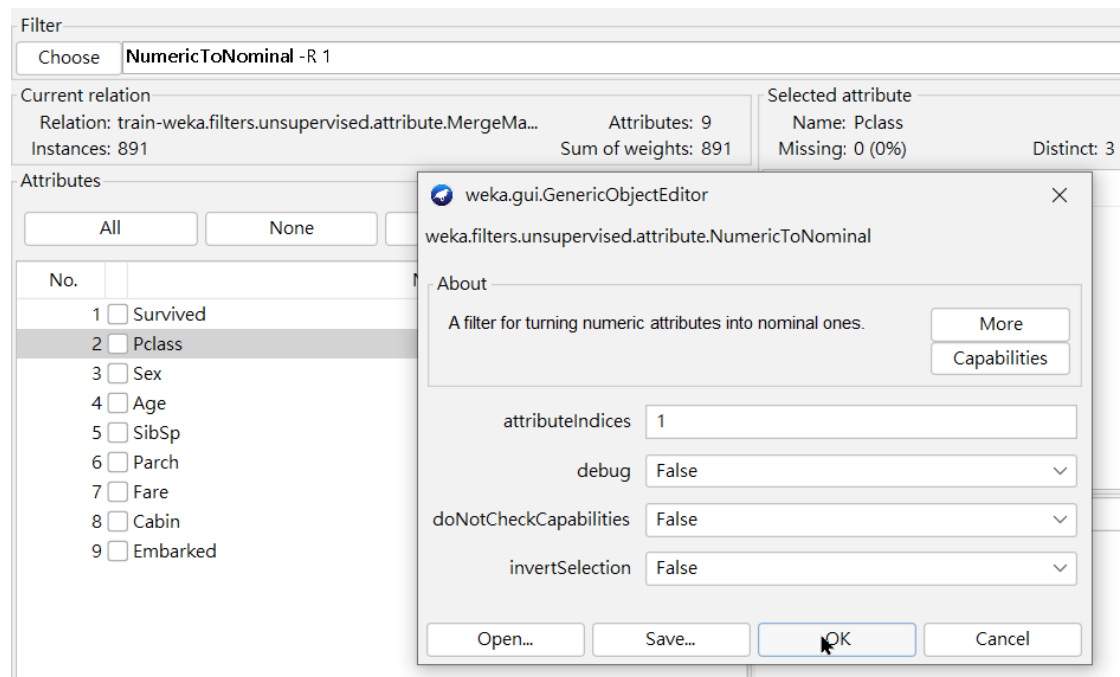 Filter
Choose NumericToNominal -R 1
Current relation
Relation: train-weka.filters.unsupervised.attribute.MergeMa... Attributes: 9
Instances: 891 Sum of weights: 891
Selected attribute
Name: Pclass
Missing: 0 (0%) Distinct: 3
Attributes
All None
No.
1 Survived
2 Pclass
3 Sex
4 Age
5 SibSp
6 Parch
7 Fare
8 Cabin
9 Embarked
weka.gui.GenericObjectEditor
weka.filters.unsupervised.attribute.NumericToNominal
About
A filter for turning numeric attributes into nominal ones.
More
Capabilities
attributeIndices 1
debug False
doNotCheckCapabilities False
invertSelection False
Open... Save... OK Cancel